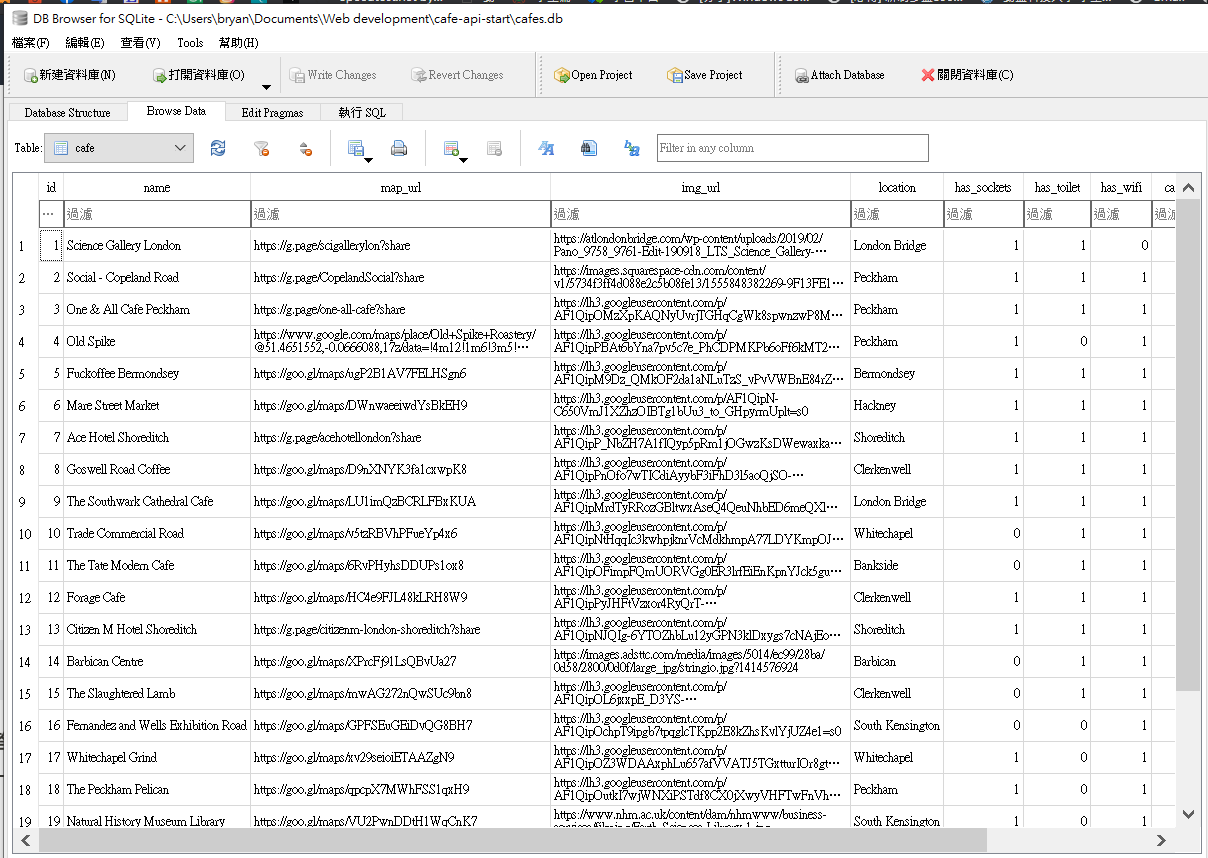 DB Browser for SQLite - C:\Users\bryan\Documents\Web development\cafe-api-start\cafes.db
檔案(F) 編輯(E) 查看(V) Tools 幫助(H)
新建資料庫(N) 打開資料庫(O) Write Changes Revert Changes Open Project Save Project Attach Database 關閉資料庫(C)
Database Structure Browse Data Edit Pragmas 執行 SQL
Table: cafe Filter in any column
id name map_url img_url location has_sockets has_toilet has_wifi ca
… 過濾 過濾 過濾 過濾 過濾 過濾 過濾 過濾
1 1 Science Gallery London https://g.page/scigallerylon?share https://atlondonbridge.com/wp-content/uploads/2019/02/ London Bridge 1 1 0
Pano_9758_9761-Edit-190918_LTS_Science_Gallery-…
2 2 Social - Copeland Road https://g.page/CopelandSocial?share https://images.squarespace-cdn.com/content/ Peckham 1 1 1
v1/5734f3ff4d088e2c5b08fe13/1555848382269-9F13FE1…
3 3 One & All Cafe Peckham https://g.page/one-all-cafe?share https://lh3.googleusercontent.com/p/ Peckham 1 1 1
AF1QipOMzXpKAQNyUvrjTGHqCgWk8spwnzwP8M…
4 4 Old Spike https://www.google.com/maps/place/Old+Spike+Roastery/ https://lh3.googleusercontent.com/p/ Peckham 1 0 1
@51.4651552,-0.0666088,17z/data=!4m12!1m6!3m5!… AF1QipPBAt6bYna7pv5c7e_PhCDPMKPb6oFf6kMT2…
5 5 Fuckoffee Bermondsey https://goo.gl/maps/ugP2B1AV7FELHSgn6 https://lh3.googleusercontent.com/p/ Bermondsey 1 1 1
AF1QipM9Dz_QMkOF2da1aNLuTzS_vPvVWBnE84rZ…
6 6 Mare Street Market https://goo.gl/maps/DWnwaeeiwdYsBkEH9 https://lh3.googleusercontent.com/p/AF1QipN- Hackney 1 1 1
C650VmJ1XZhzOIBTg1bUu3_to_GHpyrmUplt=s0
7 7 Ace Hotel Shoreditch https://g.page/acehotellondon?share https://lh3.googleusercontent.com/p/ Shoreditch 1 1 1
AF1QipP_NbZH7A1fIQyp5pRm1jOGwzKsDWewaxka…
8 8 Goswell Road Coffee https://goo.gl/maps/D9nXNYK3fa1cxwpK8 https://lh3.googleusercontent.com/p/ Clerkenwell 1 1 1
AF1QipPnOfo7wTICdiAyybF3iFhD3l5aoQjSO-…
9 9 The Southwark Cathedral Cafe https://goo.gl/maps/LU1imQzBCRLFBxKUA https://lh3.googleusercontent.com/p/ London Bridge 1 1 1
AF1QipMrdTyRRozGBltwxAseQ4QeuNhbED6meQXl…
10 10 Trade Commercial Road https://goo.gl/maps/v5tzRBVhPFueYp4x6 https://lh3.googleusercontent.com/p/ Whitechapel 0 1 1
AF1QipNtHqqIc3kwhpjknrVcMdkhmpA77LDYKmpOJ…
11 11 The Tate Modern Cafe https://goo.gl/maps/6RvPHyhsDDUPs1ox8 https://lh3.googleusercontent.com/p/ Bankside 0 1 1
AF1QipOFimpFQmUORVGg0ER3lrfEiEnKpnYJck5gu…
12 12 Forage Cafe https://goo.gl/maps/HC4e9FJL48kLRH8W9 https://lh3.googleusercontent.com/p/ Clerkenwell 1 1 1
AF1QipPyJHFtVzxor4RyQrT-…
13 13 Citizen M Hotel Shoreditch https://g.page/citizenm-london-shoreditch?share https://lh3.googleusercontent.com/p/ Shoreditch 1 1 1
AF1QipNJQIg-6YTOZhbLu12yGPN3klDxygs7cNAjEo…
14 14 Barbican Centre https://goo.gl/maps/XPrcFj91LsQBvUa27 https://images.adsttc.com/media/images/5014/ec99/28ba/ Barbican 0 1 1
0d58/2800/0d0f/large_jpg/stringio.jpg?1414576924
15 15 The Slaughtered Lamb https://goo.gl/maps/mwAG272nQwSUc9bn8 https://lh3.googleusercontent.com/p/ Clerkenwell 0 1 1
AF1QipOL6jxxpE_D3YS-…
16 16 Fernandez and Wells Exhibition Road https://goo.gl/maps/GPFSEuGEiDvQG8BH7 https://lh3.googleusercontent.com/p/ South Kensington 0 0 1
AF1QipOchpT9ipgb7tpqglcTKpp2E8kZhsKvlYjUZ4e1=s0
17 17 Whitechapel Grind https://goo.gl/maps/xv29seioiETAAZgN9 https://lh3.googleusercontent.com/p/ Whitechapel 1 0 1
AF1QipOZ3WDAAxphLu657afVVATJ5TGxtturIOr8gt…
18 18 The Peckham Pelican https://goo.gl/maps/qpcpX7MWhFSS1qxH9 https://lh3.googleusercontent.com/p/ Peckham 1 0 1
AF1QipOutkI7wjWNXiPSTdf8CX0jXwyVHFTwFnVh…
19 19 Natural History Museum Library https://goo.gl/maps/VU2PwnDDtH1WqCnK7 https://www.nhm.ac.uk/content/dam/nhmwww/business- South Kensington 1 0 1